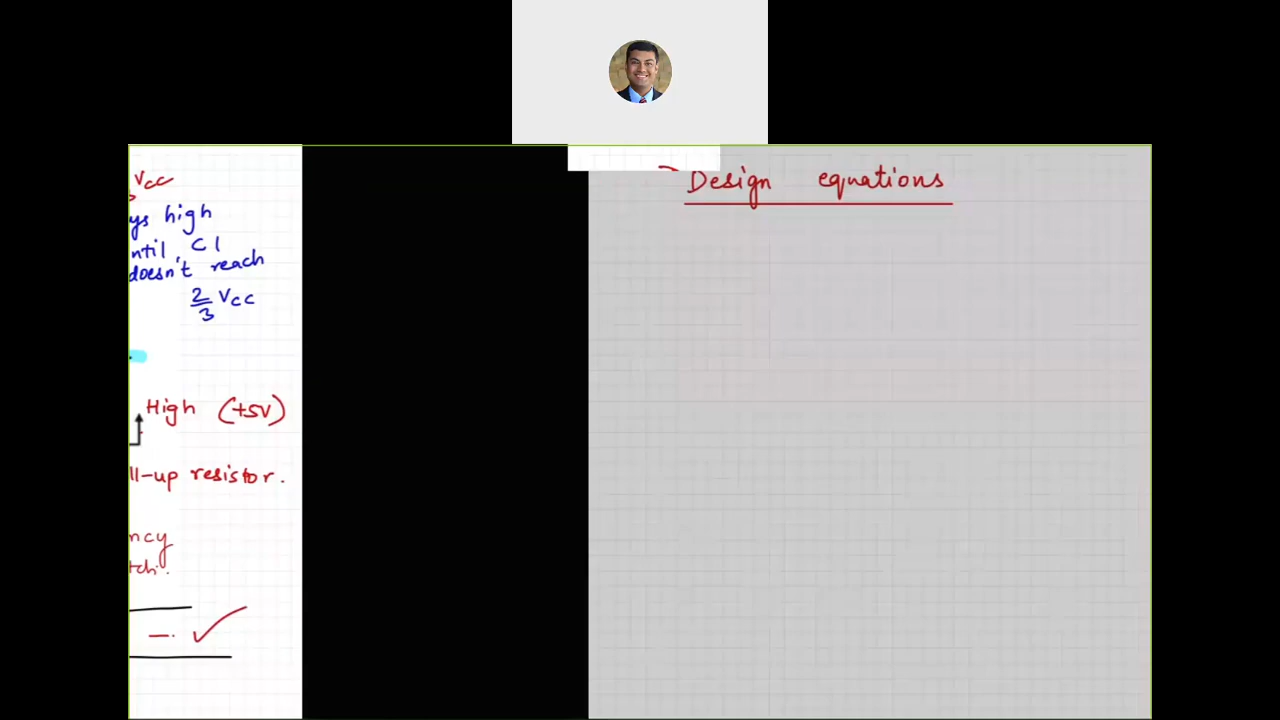 Vcc
ys high
ntil, C1
doesn't reach
2/3 Vcc
High (+5V)
ll-up resistor.
ncy
tch.
Design equations